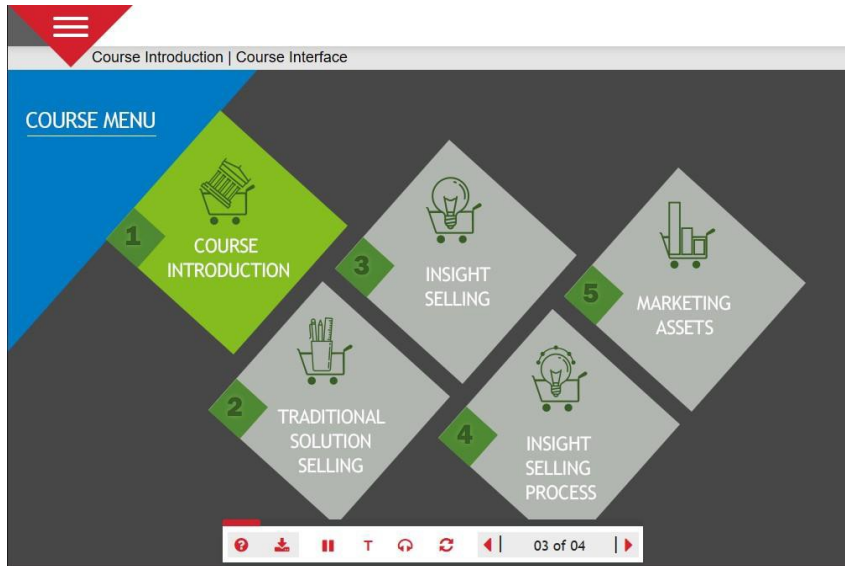 Course Introduction | Course Interface
COURSE MENU
1
COURSE
INTRODUCTION
2
TRADITIONAL
SOLUTION
SELLING
3
INSIGHT
SELLING
4
INSIGHT
SELLING
PROCESS
5
MARKETING
ASSETS
? T 03 of 04